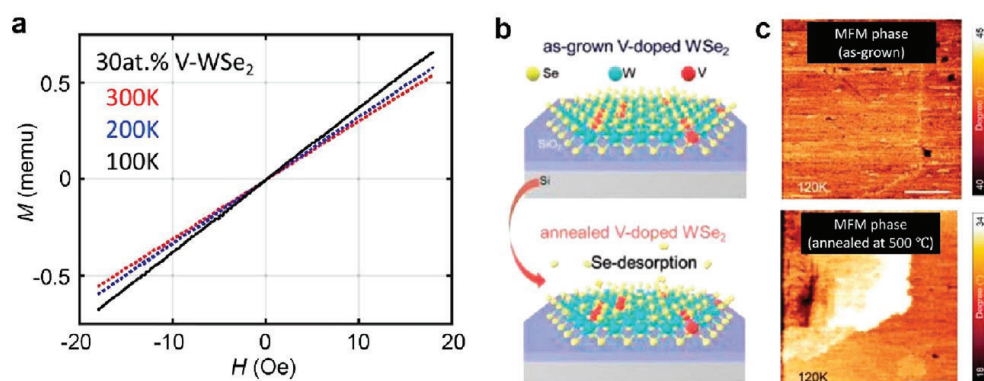 a
30at.% V-WSe₂
300K
200K
100K
M (memu)
0.5
0
-0.5
-20
-10
0
10
20
H (Oe)
b
as-grown V-doped WSe₂
Se
W
V
SiO₂
Si
annealed V-doped WSe₂
Se-desorption
c
MFM phase
(as-grown)
120K
45
Degree (°)
40
MFM phase
(annealed at 500 °C)
120K
34
Degree (°)
18